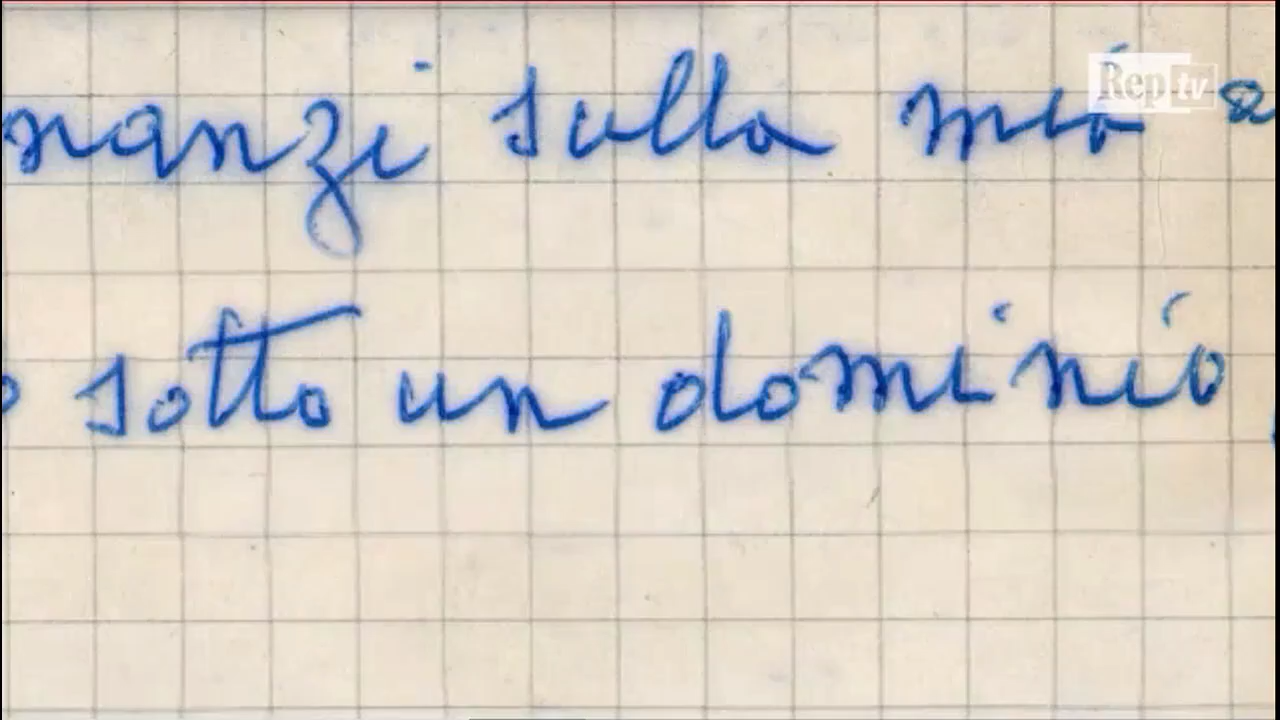 nanzi sulla mia a
o sotto un dominio
Rep tv